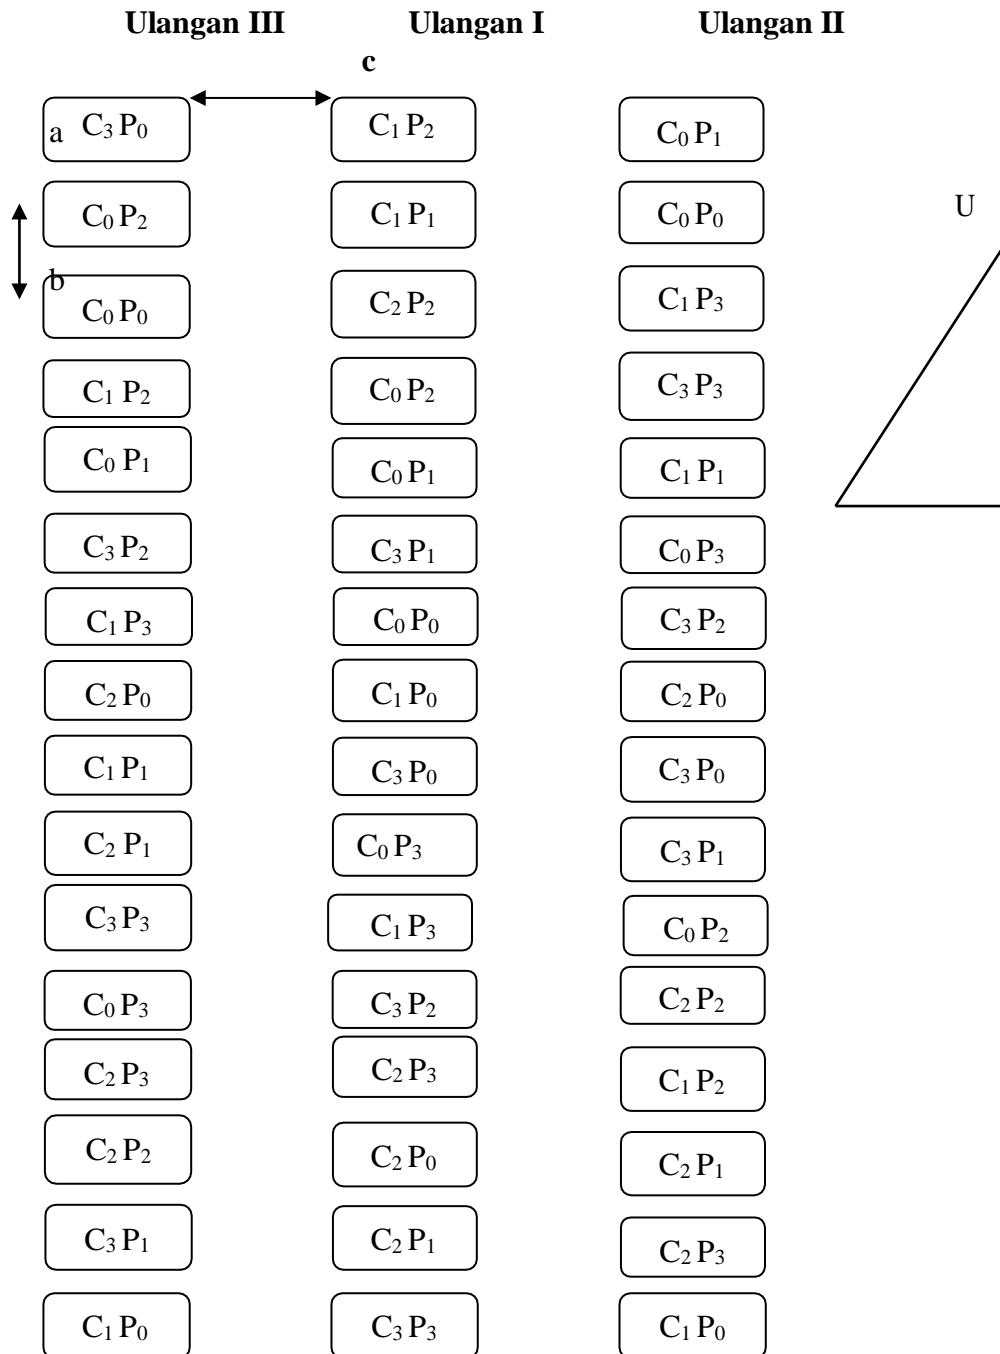 Ulangan III Ulangan I Ulangan II
c
a C₃ P₀ C₁ P₂ C₀ P₁
C₀ P₂ C₁ P₁ C₀ P₀ U
b
C₀ P₀ C₂ P₂ C₁ P₃
C₁ P₂ C₀ P₂ C₃ P₃
C₀ P₁ C₀ P₁ C₁ P₁
C₃ P₂ C₃ P₁ C₀ P₃
C₁ P₃ C₀ P₀ C₃ P₂
C₂ P₀ C₁ P₀ C₂ P₀
C₁ P₁ C₃ P₀ C₃ P₀
C₂ P₁ C₀ P₃ C₃ P₁
C₃ P₃ C₁ P₃ C₀ P₂
C₀ P₃ C₃ P₂ C₂ P₂
C₂ P₃ C₂ P₃ C₁ P₂
C₂ P₂ C₂ P₀ C₂ P₁
C₃ P₁ C₂ P₁ C₂ P₃
C₁ P₀ C₃ P₃ C₁ P₀